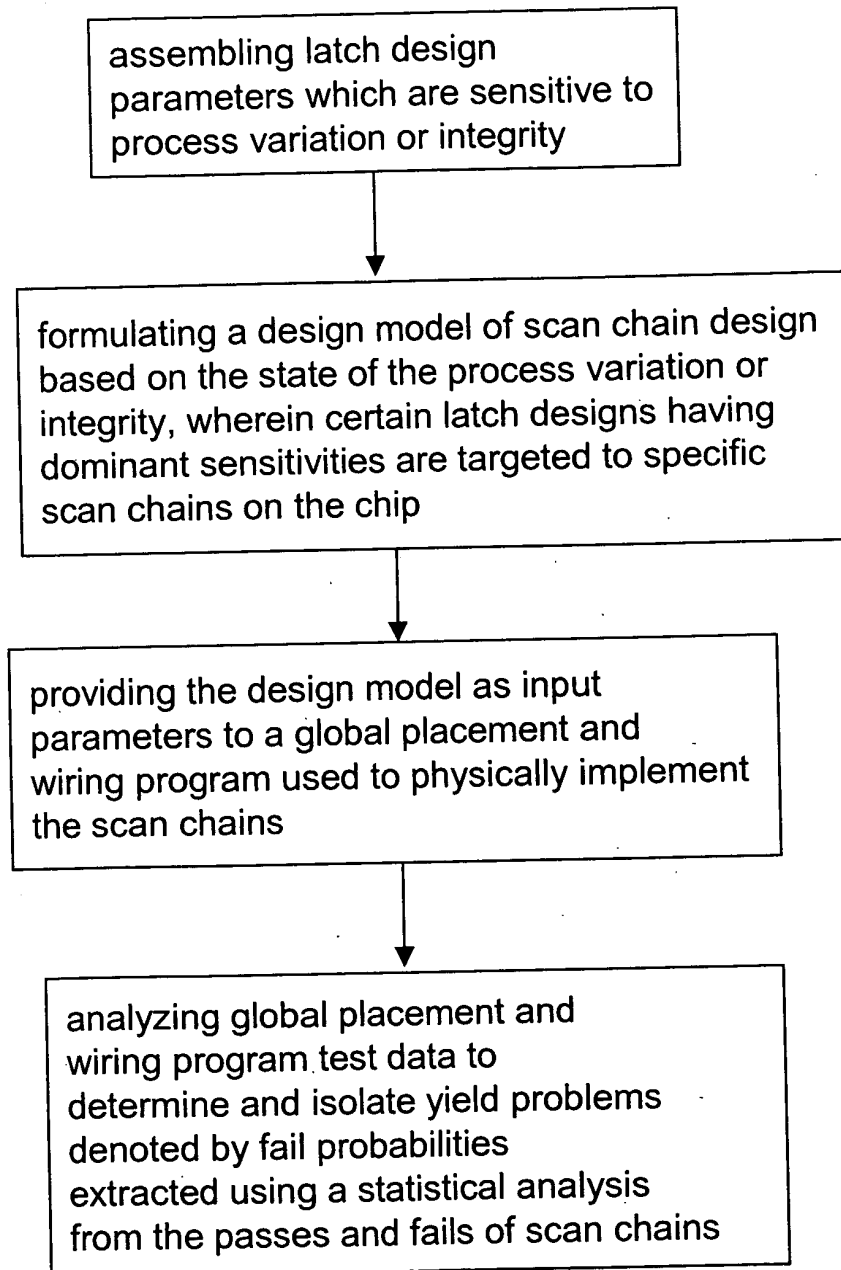 assembling latch design
parameters which are sensitive to
process variation or integrity
formulating a design model of scan chain design
based on the state of the process variation or
integrity, wherein certain latch designs having
dominant sensitivities are targeted to specific
scan chains on the chip
providing the design model as input
parameters to a global placement and
wiring program used to physically implement
the scan chains
analyzing global placement and
wiring program test data to
determine and isolate yield problems
denoted by fail probabilities
extracted using a statistical analysis
from the passes and fails of scan chains